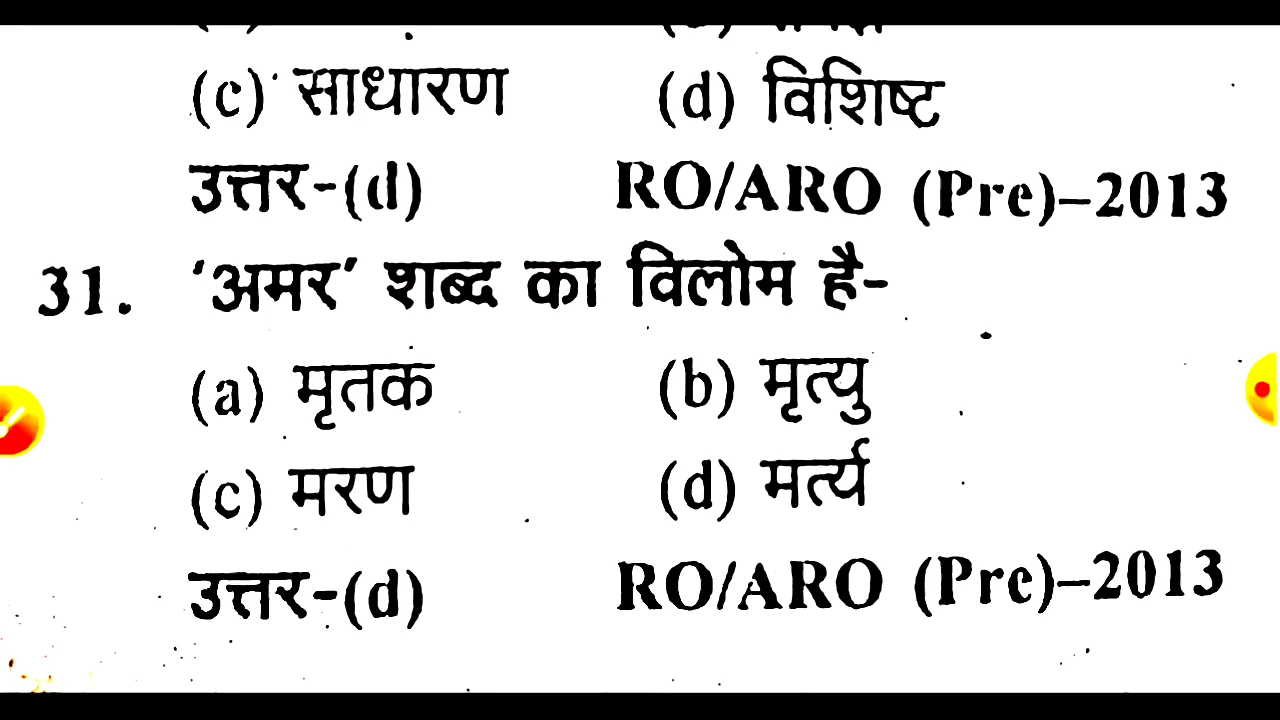 (c) साधारण (d) विशिष्ट
उत्तर-(d) RO/ARO (Pre)–2013
31. 'अमर' शब्द का विलोम है-
(a) मृतक (b) मृत्यु
(c) मरण (d) मर्त्य
उत्तर-(d) RO/ARO (Pre)–2013